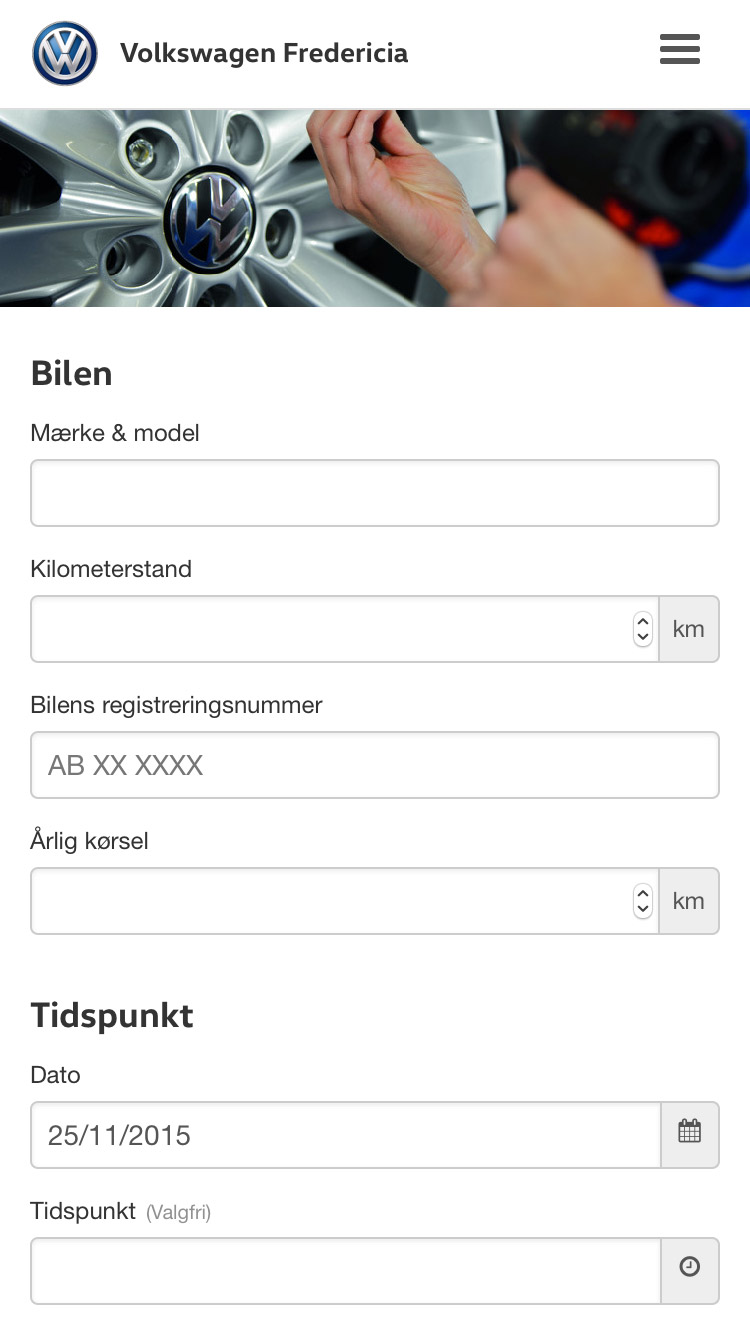 Volkswagen Fredericia
Bilen
Mærke & model
Kilometerstand
km
Bilens registreringsnummer
AB XX XXXX
Årlig kørsel
km
Tidspunkt
Dato
25/11/2015
Tidspunkt (Valgfri)